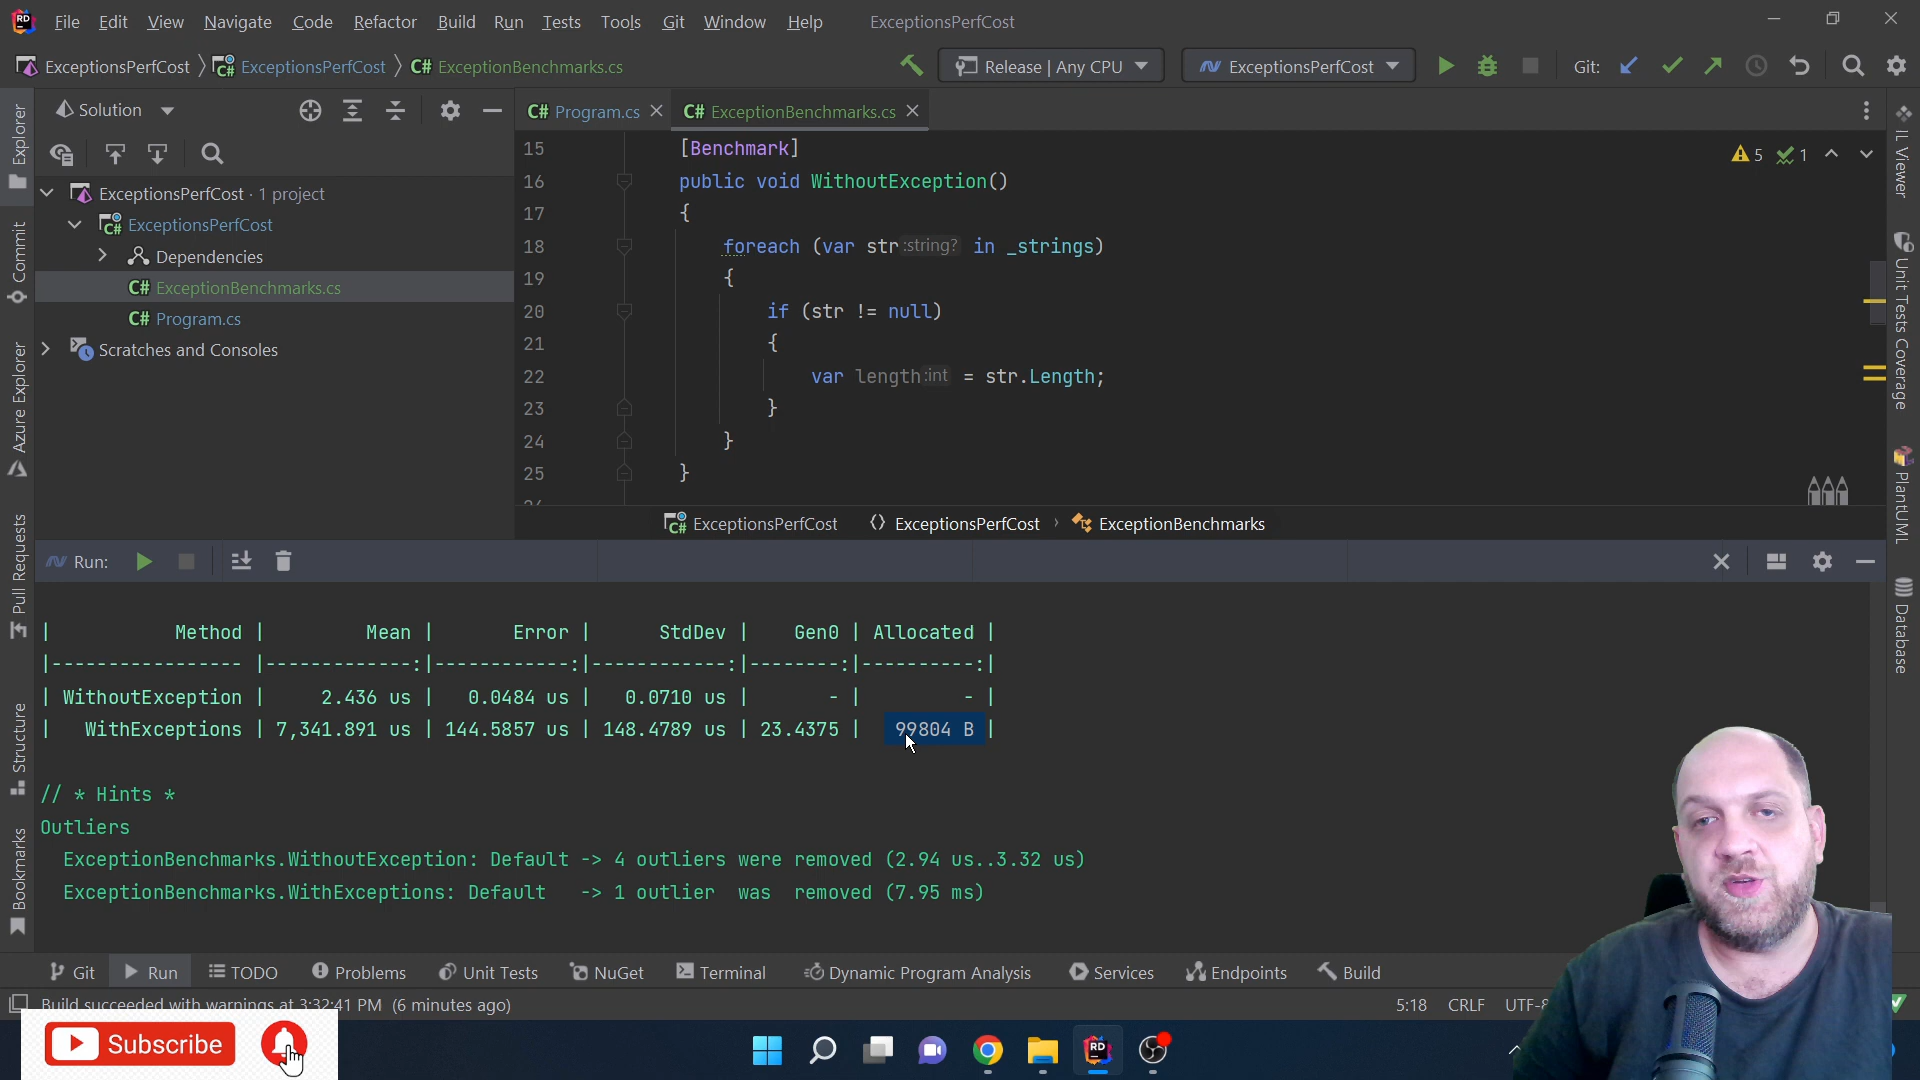 File Edit View Navigate Code Refactor Build Run Tests Tools Git Window Help ExceptionsPerfCost
ExceptionsPerfCost ExceptionsPerfCost C# ExceptionBenchmarks.cs Release | Any CPU ExceptionsPerfCost Git:
Solution
C# Program.cs C# ExceptionBenchmarks.cs
Explorer
Commit
Azure Explorer
Pull Requests
Structure
Bookmarks
ExceptionsPerfCost · 1 project
ExceptionsPerfCost
Dependencies
C# ExceptionBenchmarks.cs
C# Program.cs
Scratches and Consoles
15 [Benchmark]
16 public void WithoutException()
17 {
18 foreach (var str :string? in _strings)
19 {
20 if (str != null)
21 {
22 var length :int = str.Length;
23 }
24 }
25 }
5 1
IL Viewer
Unit Tests Coverage
PlantUML
Database
ExceptionsPerfCost ExceptionsPerfCost › ExceptionBenchmarks
Run:
| Method | Mean | Error | StdDev | Gen0 | Allocated |
|----------------- |-------------:|------------:|------------:|--------:|----------:|
| WithoutException | 2.436 us | 0.0484 us | 0.0710 us | - | - |
| WithExceptions | 7,341.891 us | 144.5857 us | 148.4789 us | 23.4375 | 99804 B |
// * Hints *
Outliers
ExceptionBenchmarks.WithoutException: Default -> 4 outliers were removed (2.94 us..3.32 us)
ExceptionBenchmarks.WithExceptions: Default -> 1 outlier was removed (7.95 ms)
Git Run TODO Problems Unit Tests NuGet Terminal Dynamic Program Analysis Services Endpoints Build
Build succeeded with warnings at 3:32:41 PM (6 minutes ago) 5:18 CRLF
Subscribe
RD